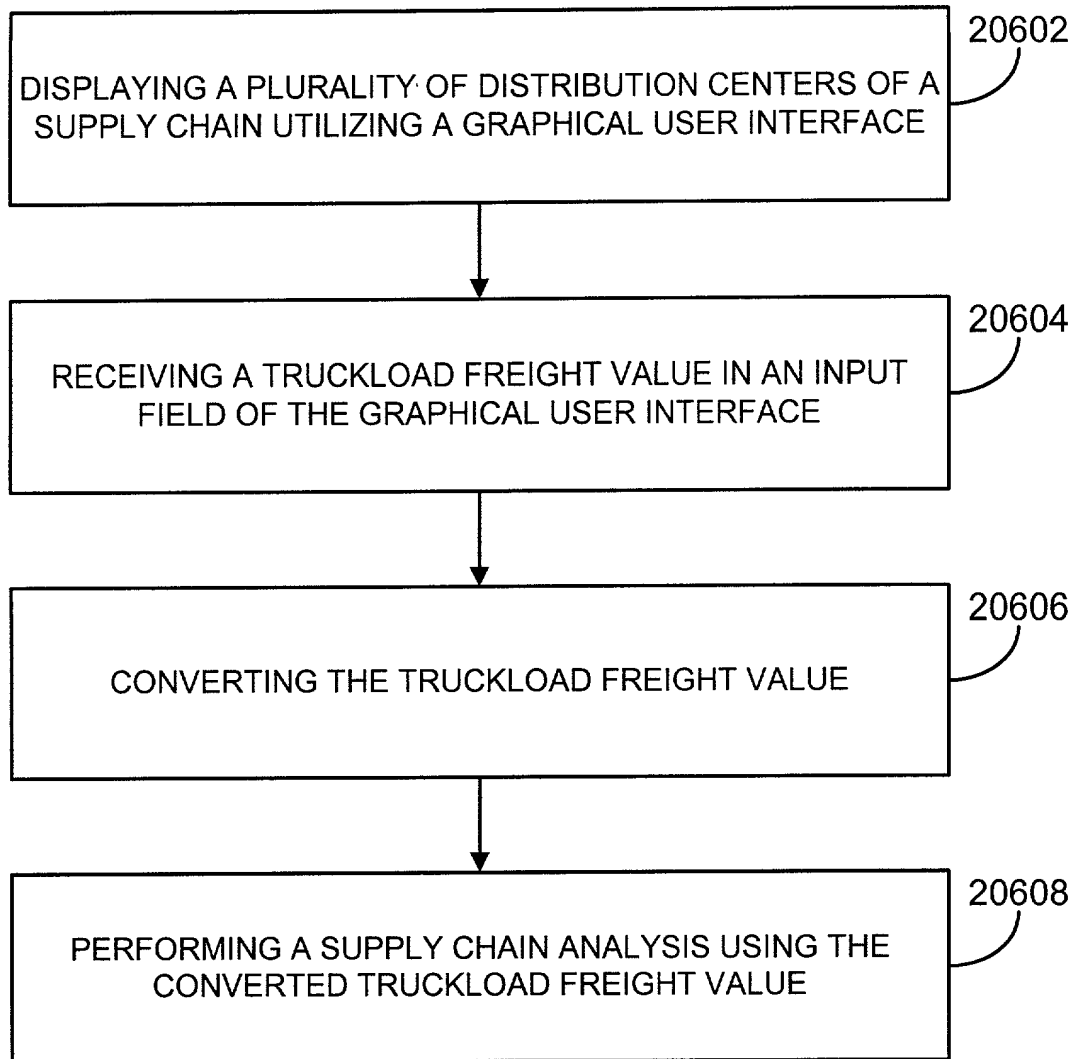 20602
DISPLAYING A PLURALITY OF DISTRIBUTION CENTERS OF A
SUPPLY CHAIN UTILIZING A GRAPHICAL USER INTERFACE
20604
RECEIVING A TRUCKLOAD FREIGHT VALUE IN AN INPUT
FIELD OF THE GRAPHICAL USER INTERFACE
20606
CONVERTING THE TRUCKLOAD FREIGHT VALUE
20608
PERFORMING A SUPPLY CHAIN ANALYSIS USING THE
CONVERTED TRUCKLOAD FREIGHT VALUE